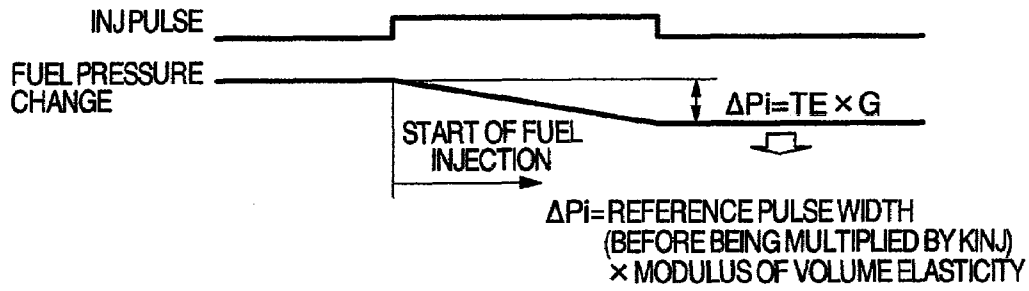 INJ PULSE
FUEL PRESSURE
CHANGE
ΔPi=TE×G
START OF FUEL
INJECTION
ΔPi=REFERENCE PULSE WIDTH
(BEFORE BEING MULTIPLIED BY KINJ)
×MODULUS OF VOLUME ELASTICITY